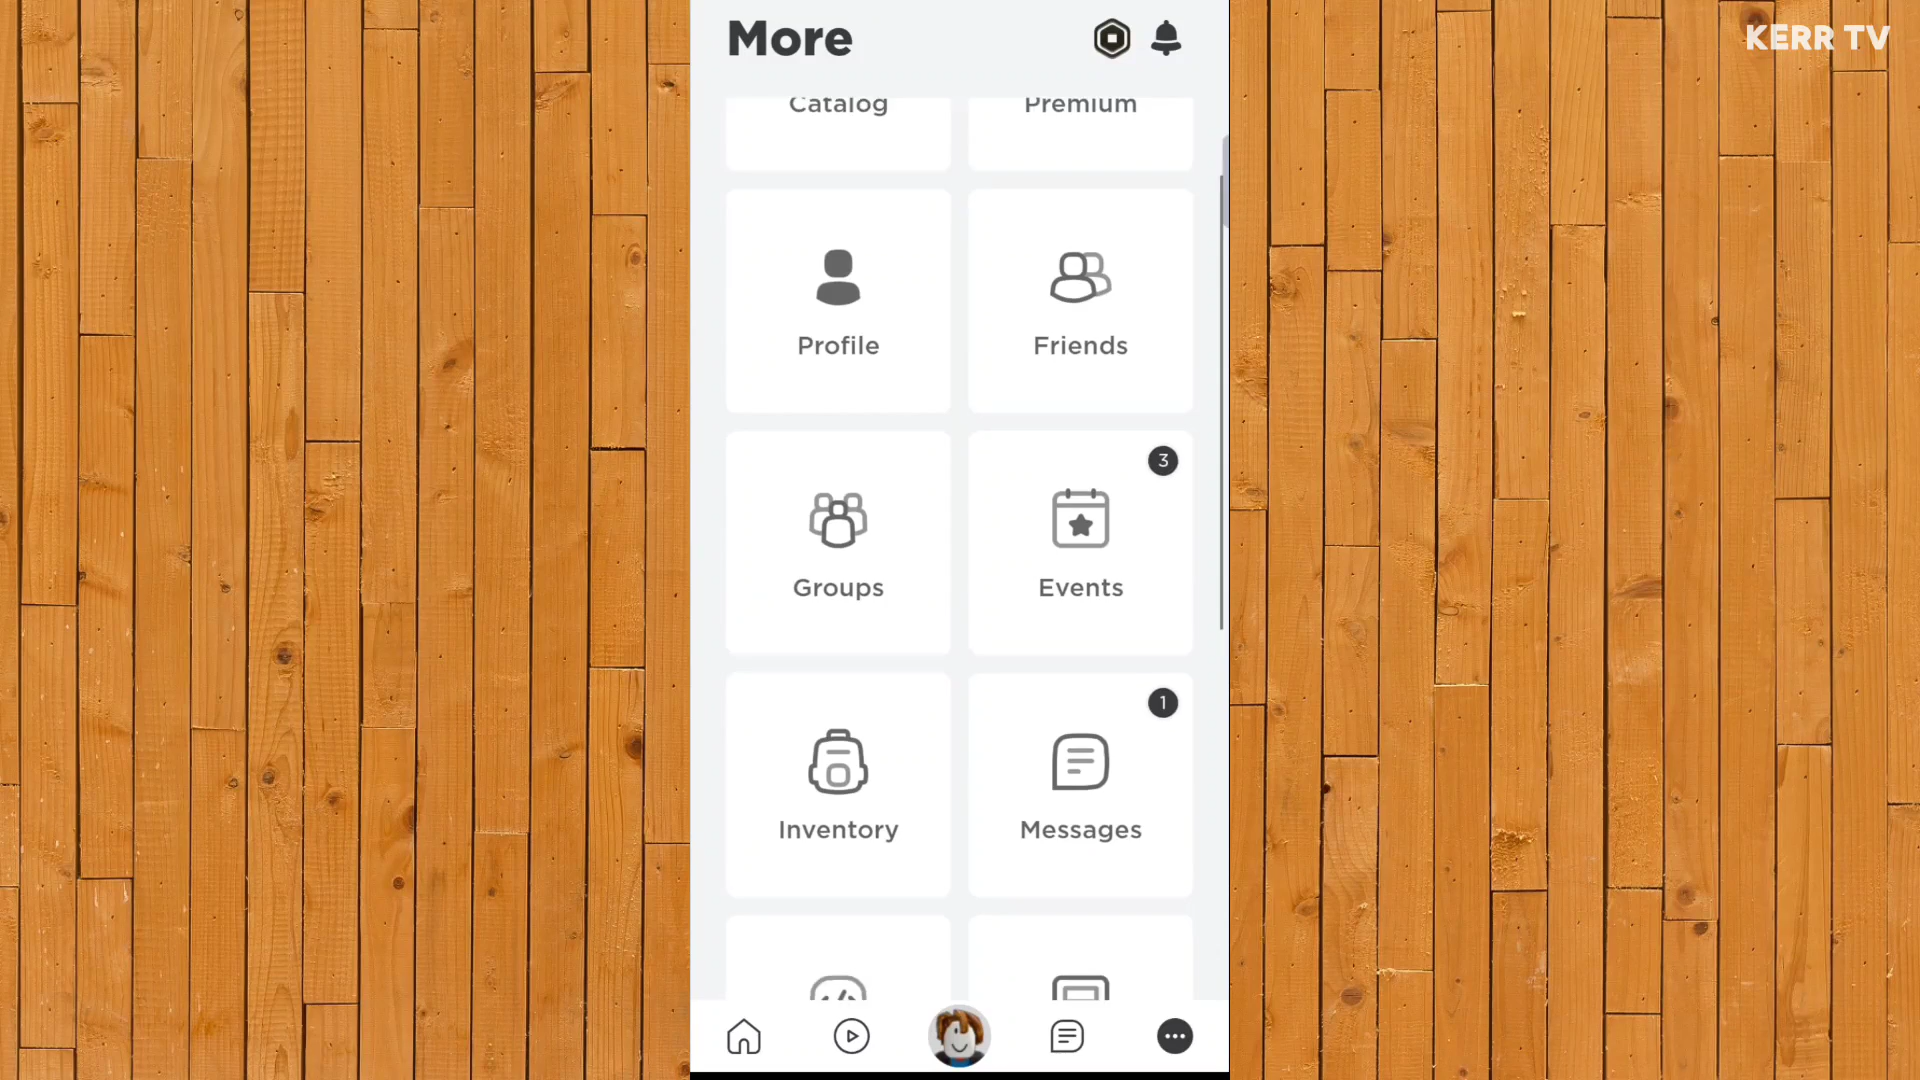 More
KERR TV
Catalog
Premium
Profile
Friends
3
Groups
Events
1
Inventory
Messages